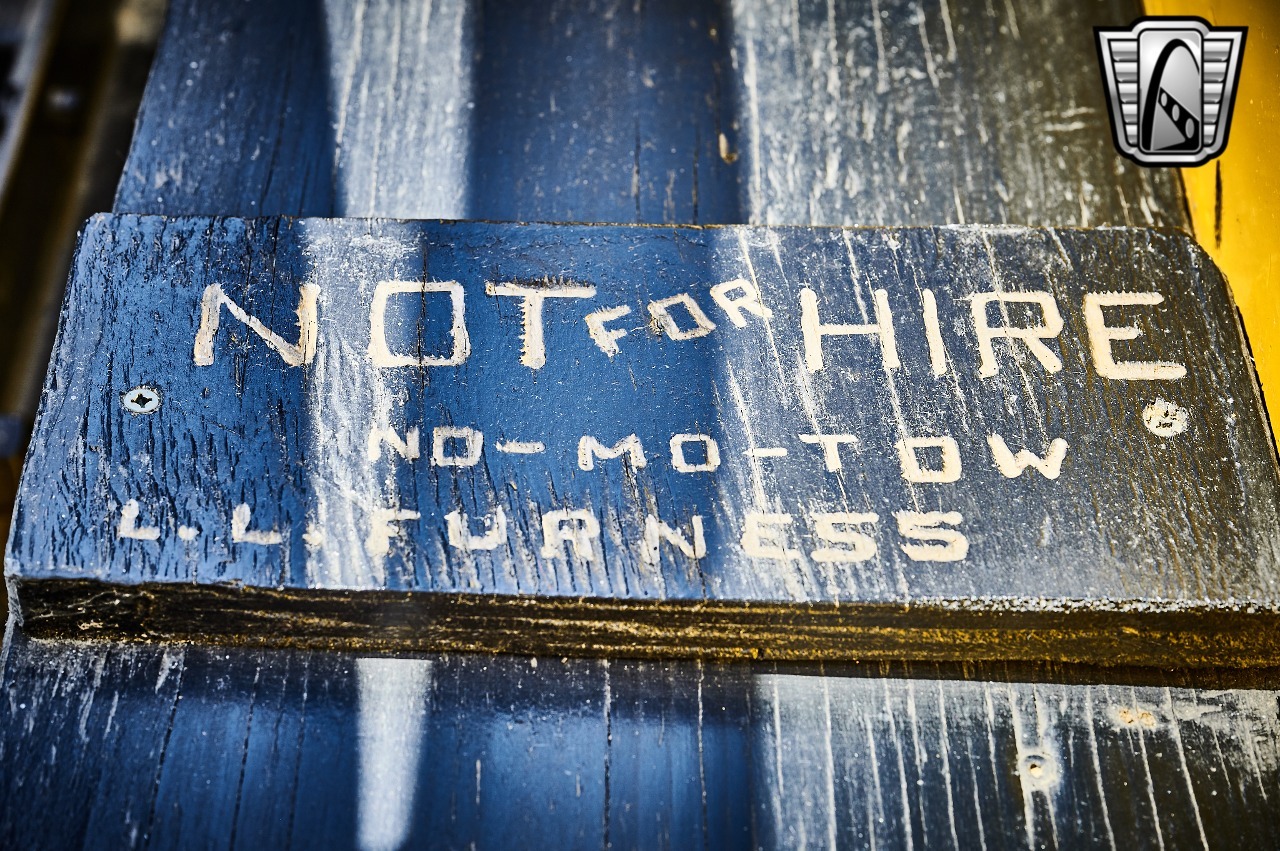 NOT FOR HIRE
NO-MO-TOW
L.L. FURNESS